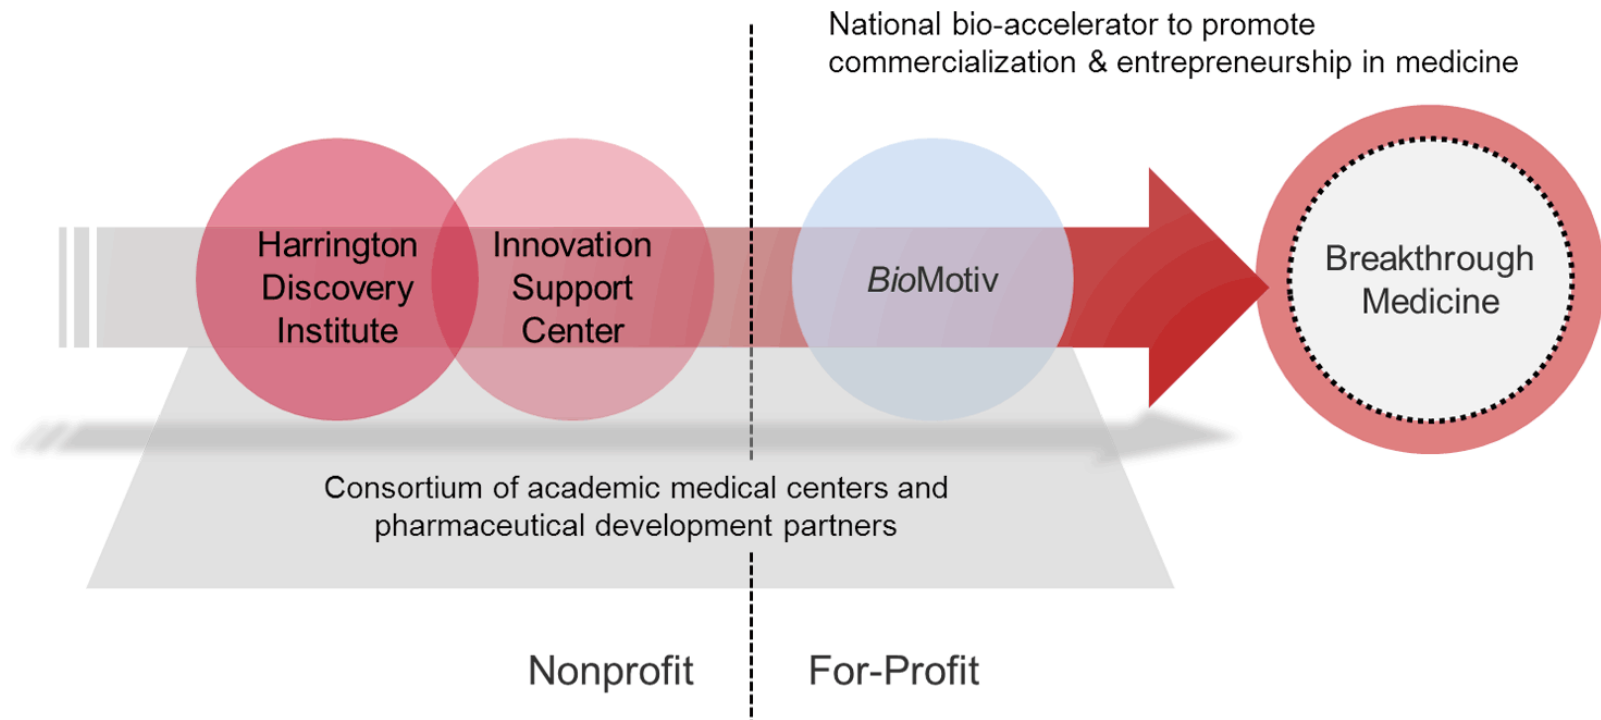 National bio-accelerator to promote
commercialization & entrepreneurship in medicine
Harrington
Discovery
Institute
Innovation
Support
Center
BioMotiv
Breakthrough
Medicine
Consortium of academic medical centers and
pharmaceutical development partners
Nonprofit
For-Profit